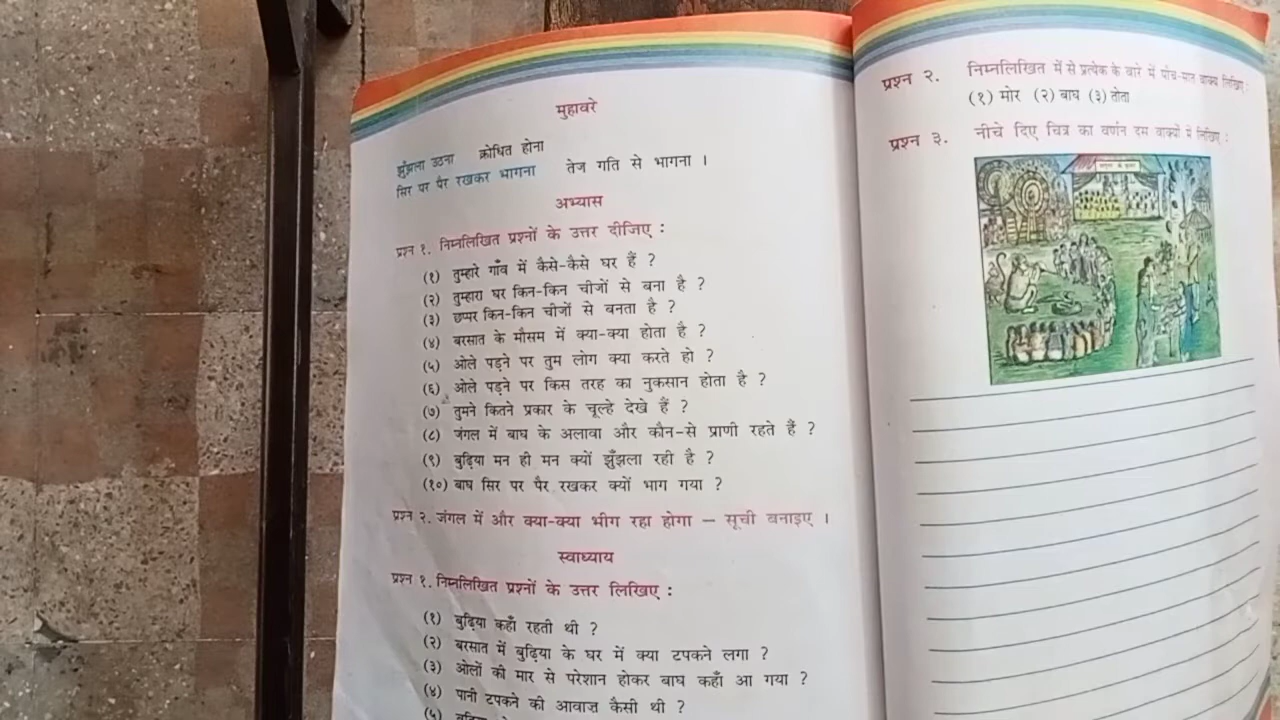 मुहावरे
झुँझला उठना क्रोधित होना
सिर पर पैर रखकर भागना तेज गति से भागना ।
अभ्यास
प्रश्न १. निम्नलिखित प्रश्नों के उत्तर दीजिए :
(१) तुम्हारे गाँव में कैसे-कैसे घर हैं ?
(२) तुम्हारा घर किन-किन चीजों से बना है ?
(३) छप्पर किन-किन चीजों से बनता है ?
(४) बरसात के मौसम में क्या-क्या होता है ?
(५) ओले पड़ने पर तुम लोग क्या करते हो ?
(६) ओले पड़ने पर किस तरह का नुकसान होता है ?
(७) तुमने कितने प्रकार के चूल्हे देखे हैं ?
(८) जंगल में बाघ के अलावा और कौन-से प्राणी रहते हैं ?
(९) बुढ़िया मन ही मन क्यों झुँझला रही है ?
(१०) बाघ सिर पर पैर रखकर क्यों भाग गया ?
प्रश्न २. जंगल में और क्या-क्या भीग रहा होगा – सूची बनाइए ।
स्वाध्याय
प्रश्न १. निम्नलिखित प्रश्नों के उत्तर लिखिए :
(१) बुढ़िया कहाँ रहती थी ?
(२) बरसात में बुढ़िया के घर में क्या टपकने लगा ?
(३) ओलों की मार से परेशान होकर बाघ कहाँ आ गया ?
(४) पानी टपकने की आवाज़ कैसी थी ?
(५)
प्रश्न २. निम्नलिखित में से प्रत्येक के बारे में पाँच-सात वाक्य लिखिए :
(१) मोर (२) बाघ (३) तोता
प्रश्न ३. नीचे दिए चित्र का वर्णन दस वाक्यों में लिखिए :